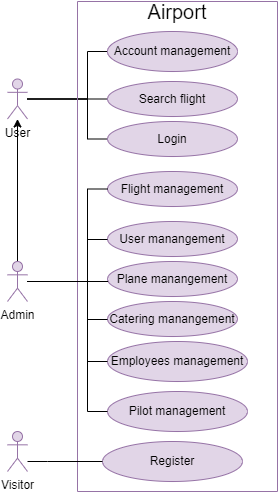 Airport
Account management
Search flight
User
Login
Flight management
User manangement
Plane manangement
Admin
Catering manangement
Employees management
Pilot management
Register
Visitor